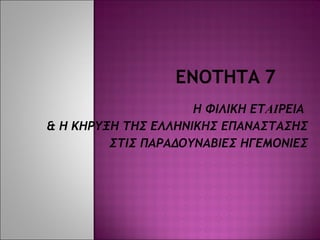 ΕΝΟΤΗΤΑ 7
Η ΦΙΛΙΚΗ ΕΤΑΙΡΕΙΑ
& Η ΚΗΡΥΞΗ ΤΗΣ ΕΛΛΗΝΙΚΗΣ ΕΠΑΝΑΣΤΑΣΗΣ
ΣΤΙΣ ΠΑΡΑΔΟΥΝΑΒΙΕΣ ΗΓΕΜΟΝΙΕΣ